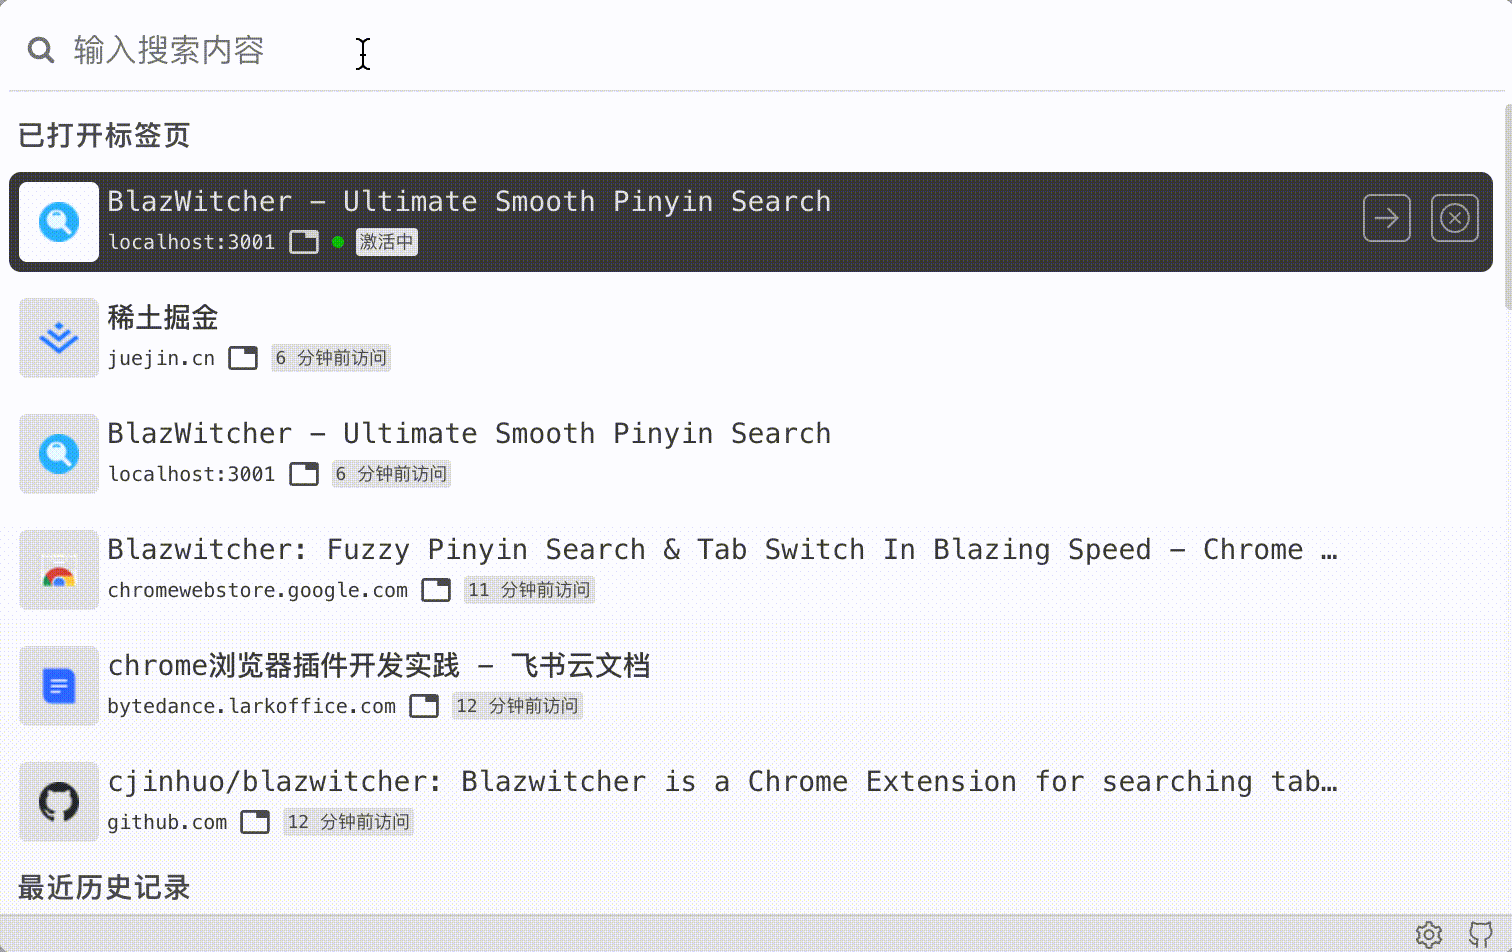 输入搜索内容
已打开标签页
BlazWitcher – Ultimate Smooth Pinyin Search
localhost:3001 激活中
稀土掘金
juejin.cn 6 分钟前访问
BlazWitcher – Ultimate Smooth Pinyin Search
localhost:3001 6 分钟前访问
Blazwitcher: Fuzzy Pinyin Search & Tab Switch In Blazing Speed – Chrome …
chromewebstore.google.com 11 分钟前访问
chrome浏览器插件开发实践 – 飞书云文档
bytedance.larkoffice.com 12 分钟前访问
cjinhuo/blazwitcher: Blazwitcher is a Chrome Extension for searching tab…
github.com 12 分钟前访问
最近历史记录